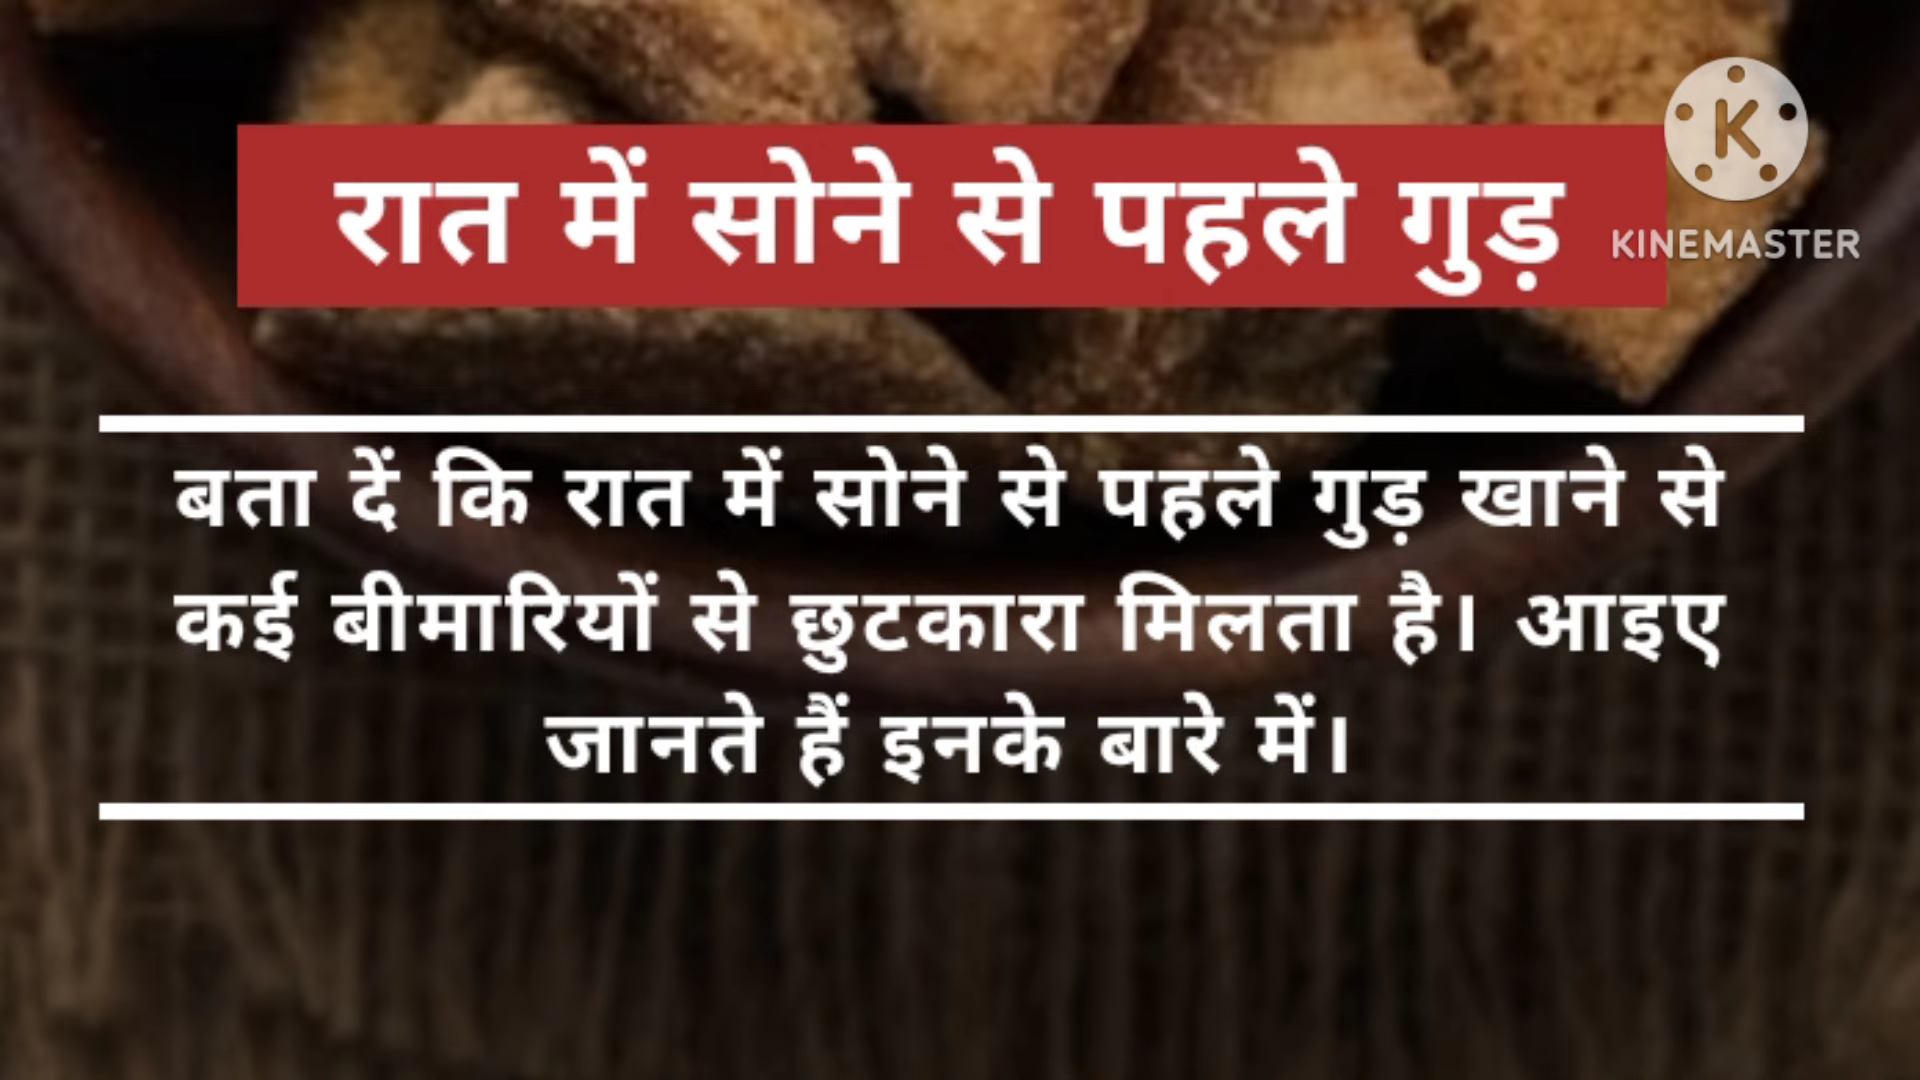 रात में सोने से पहले गुड़
K
KINEMASTER
बता दें कि रात में सोने से पहले गुड़ खाने से
कई बीमारियों से छुटकारा मिलता है। आइए
जानते हैं इनके बारे में।